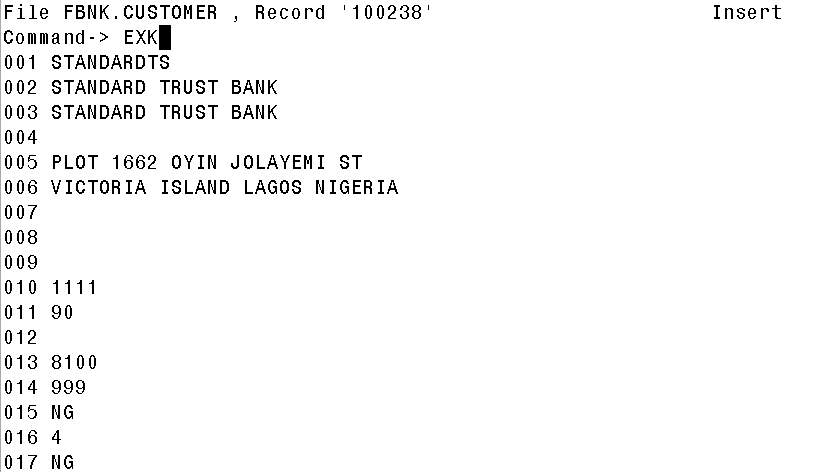 File FBNK.CUSTOMER , Record '100238' Insert
Command-> EXK
001 STANDARDTS
002 STANDARD TRUST BANK
003 STANDARD TRUST BANK
004
005 PLOT 1662 OYIN JOLAYEMI ST
006 VICTORIA ISLAND LAGOS NIGERIA
007
008
009
010 1111
011 90
012
013 8100
014 999
015 NG
016 4
017 NG